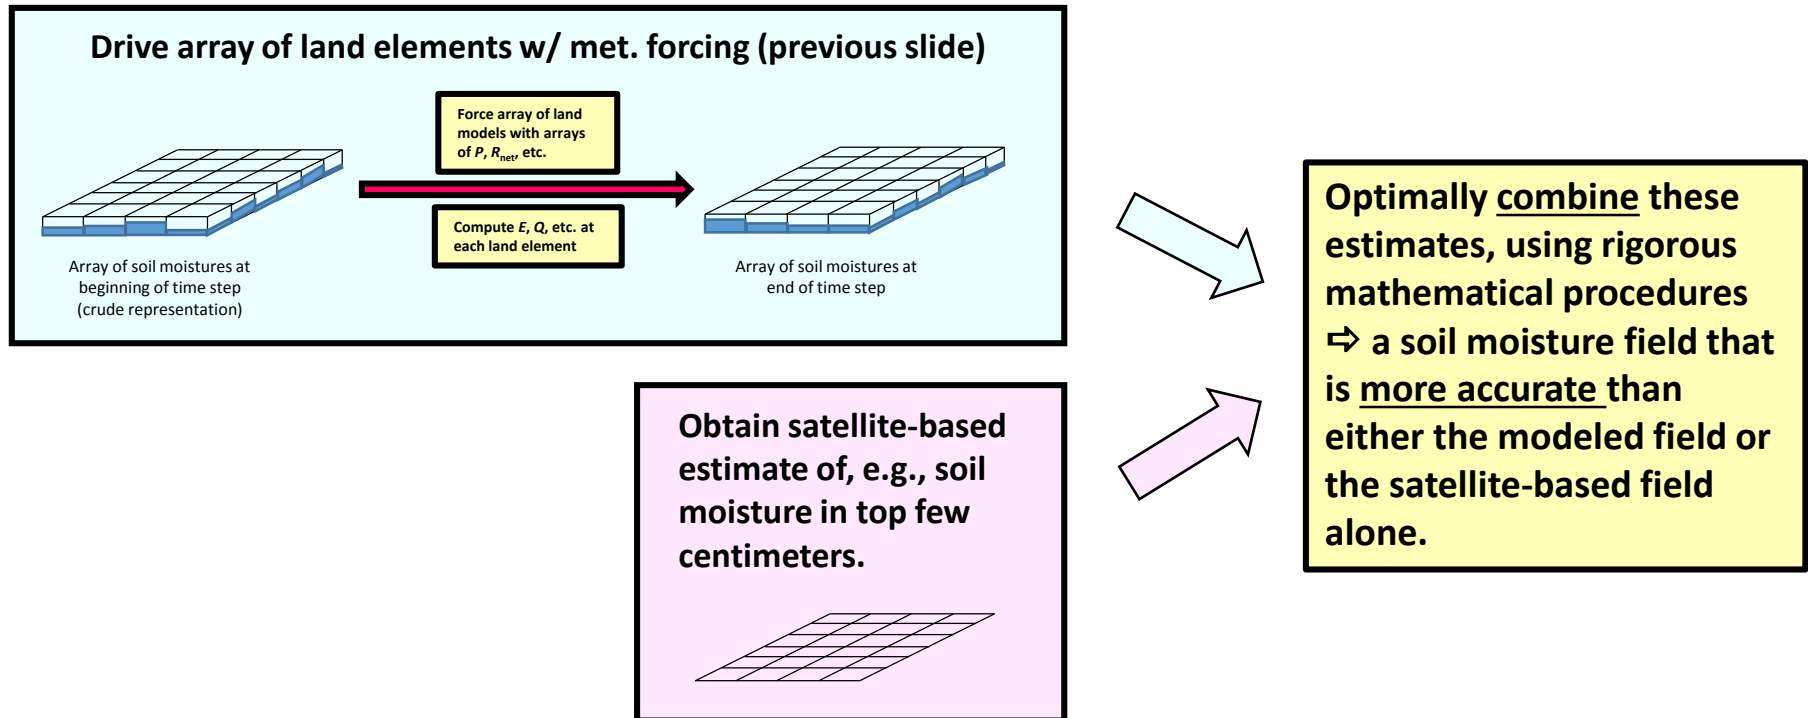 Drive array of land elements w/ met. forcing (previous slide)
Force array of land
models with arrays
of P, Rnet, etc.
Compute E, Q, etc. at
each land element
Array of soil moistures at
beginning of time step
(crude representation)
Array of soil moistures at
end of time step
Obtain satellite-based
estimate of, e.g., soil
moisture in top few
centimeters.
Optimally combine these
estimates, using rigorous
mathematical procedures
⇨ a soil moisture field that
is more accurate than
either the modeled field or
the satellite-based field
alone.